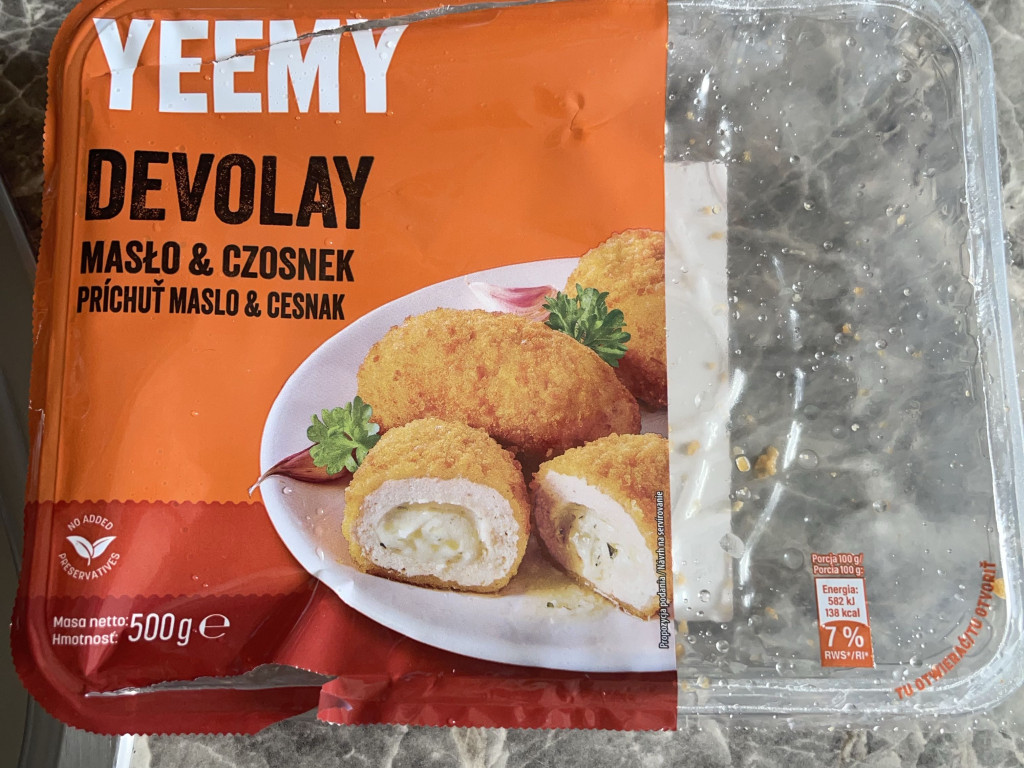 YEEMY
DEVOLAY
MASŁO & CZOSNEK
PRÍCHUŤ MASLO & CESNAK
NO ADDED
PRESERVATIVES
Masa netto:
Hmotnosť:
500 g ℮
Propozycja podania / Návrh na servírovanie
Porcja 100 g/
Porcia 100 g:
Energia:
582 kJ
138 kcal
7 %
RWS*/RI*
TU OTWIERAĆ/TU OTVORIŤ